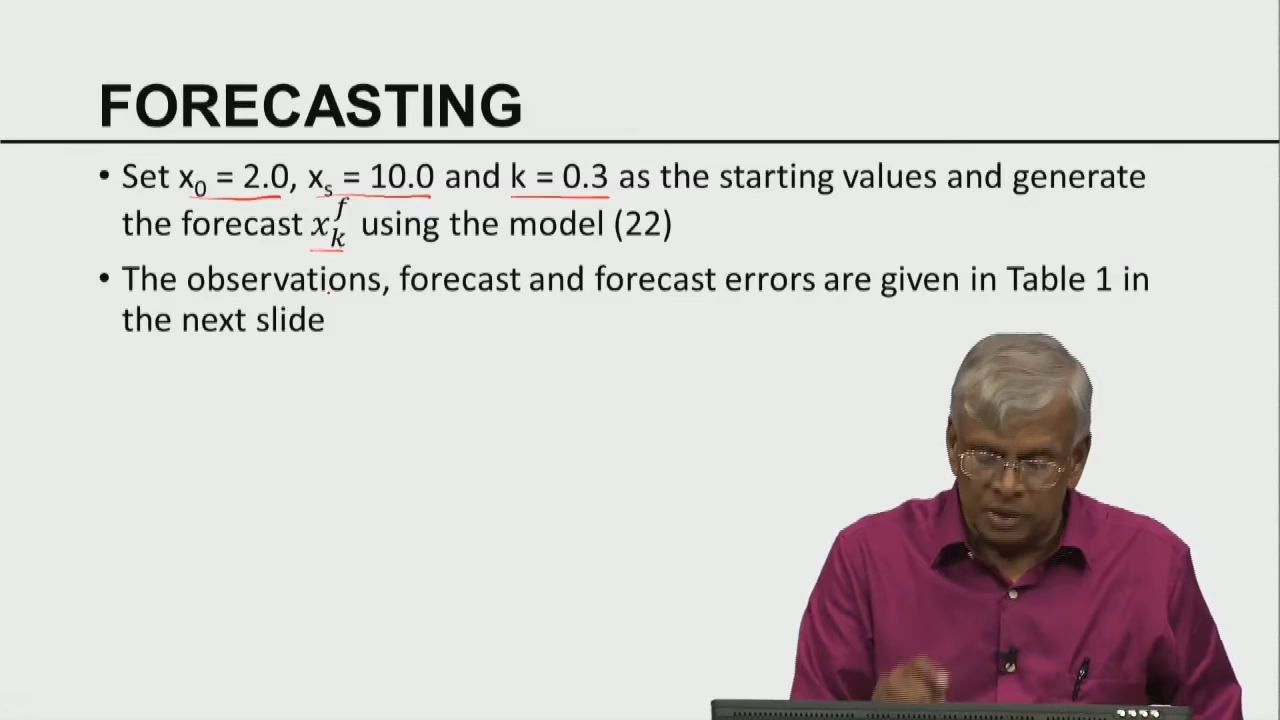 FORECASTING
• Set x₀ = 2.0, xₛ = 10.0 and k = 0.3 as the starting values and generate
the forecast x_k^f using the model (22)
• The observations, forecast and forecast errors are given in Table 1 in
the next slide